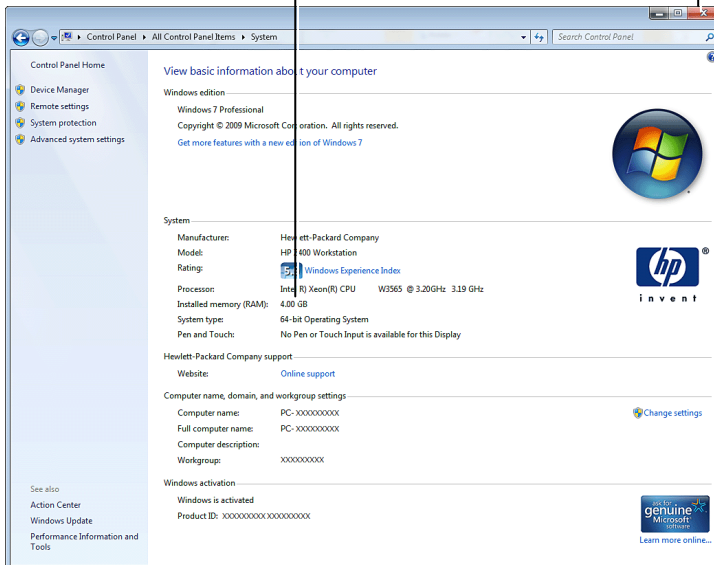 Control Panel ▸ All Control Panel Items ▸ System
Search Control Panel
Control Panel Home
Device Manager
Remote settings
System protection
Advanced system settings
See also
Action Center
Windows Update
Performance Information and
Tools
View basic information about your computer
Windows edition
Windows 7 Professional
Copyright © 2009 Microsoft Corporation. All rights reserved.
Get more features with a new edition of Windows 7
System
Manufacturer: Hewlett-Packard Company
Model: HP Z400 Workstation
Rating: Windows Experience Index
Processor: Intel(R) Xeon(R) CPU W3565 @ 3.20GHz 3.19 GHz
Installed memory (RAM): 4.00 GB
System type: 64-bit Operating System
Pen and Touch: No Pen or Touch Input is available for this Display
hp ®
invent
Hewlett-Packard Company support
Website: Online support
Computer name, domain, and workgroup settings
Computer name: PC- XXXXXXXXX
Change settings
Full computer name: PC- XXXXXXXXX
Computer description:
Workgroup: XXXXXXXXX
Windows activation
Windows is activated
Product ID: XXXXXXXXX XXXXXXXXX
ask for
genuine
Microsoft
software
Learn more online...